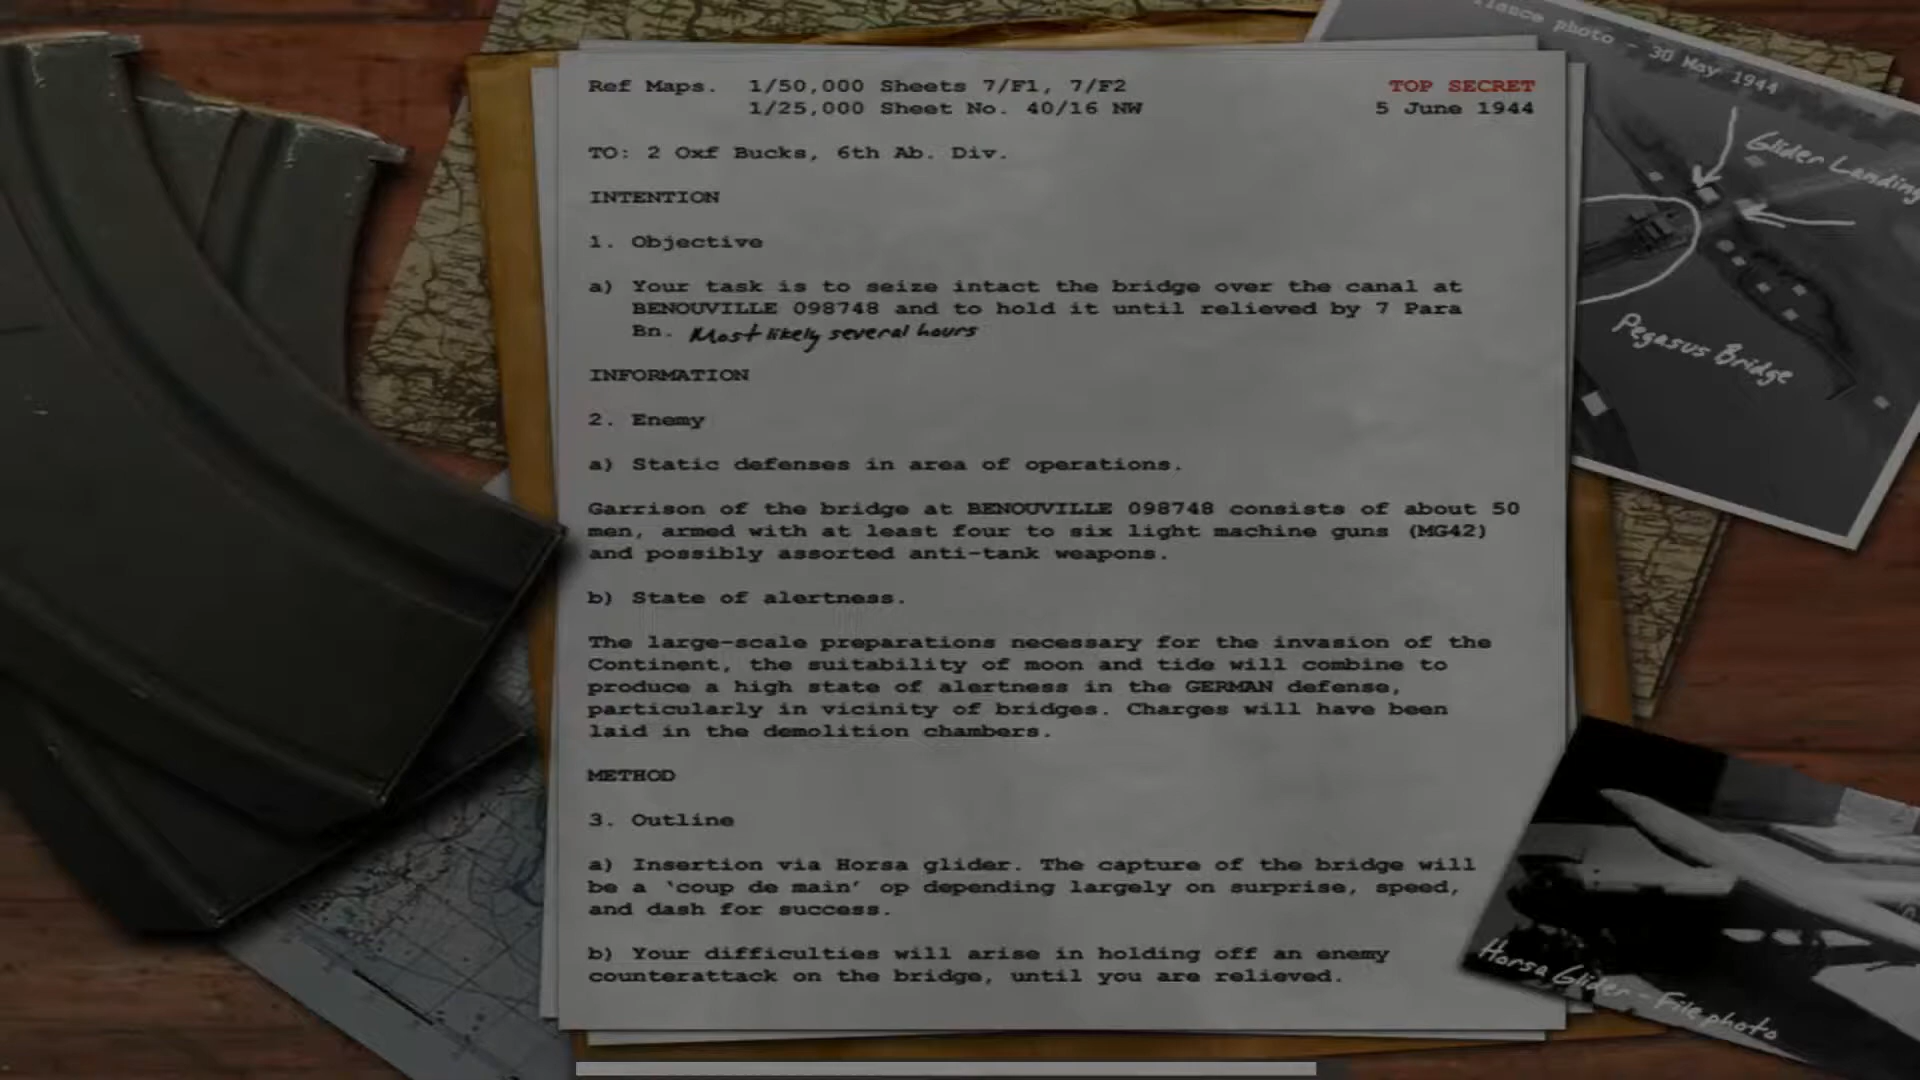 Ref Maps. 1/50,000 Sheets 7/F1, 7/F2
1/25,000 Sheet No. 40/16 NW
TOP SECRET
5 June 1944
TO: 2 Oxf Bucks, 6th Ab. Div.
INTENTION
1. Objective
a) Your task is to seize intact the bridge over the canal at
BENOUVILLE 098748 and to hold it until relieved by 7 Para
Bn. Most likely several hours
INFORMATION
2. Enemy
a) Static defenses in area of operations.
Garrison of the bridge at BENOUVILLE 098748 consists of about 50
men, armed with at least four to six light machine guns (MG42)
and possibly assorted anti-tank weapons.
b) State of alertness.
The large-scale preparations necessary for the invasion of the
Continent, the suitability of moon and tide will combine to
produce a high state of alertness in the GERMAN defense,
particularly in vicinity of bridges. Charges will have been
laid in the demolition chambers.
METHOD
3. Outline
a) Insertion via Horsa glider. The capture of the bridge will
be a 'coup de main' op depending largely on surprise, speed,
and dash for success.
b) Your difficulties will arise in holding off an enemy
counterattack on the bridge, until you are relieved.
photo - 30 May 1944
Glider Landing
Pegasus Bridge
Horsa Glider - File photo